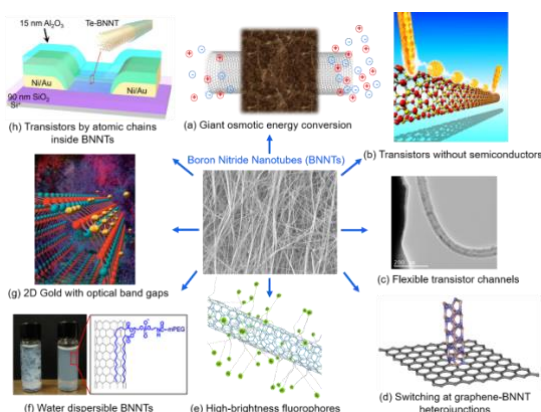 15 nm Al₂O₃
Te-BNNT
Ni/Au
Ni/Au
90 nm SiO₂
Si⁺
(h) Transistors by atomic chains
inside BNNTs
(a) Giant osmotic energy conversion
(b) Transistors without semiconductors
Boron Nitride Nanotubes (BNNTs)
(g) 2D Gold with optical band gaps
(c) Flexible transistor channels
mPEG
(f) Water dispersible BNNTs
(e) High-brightness fluorophores
(d) Switching at graphene-BNNT
heterojunctions